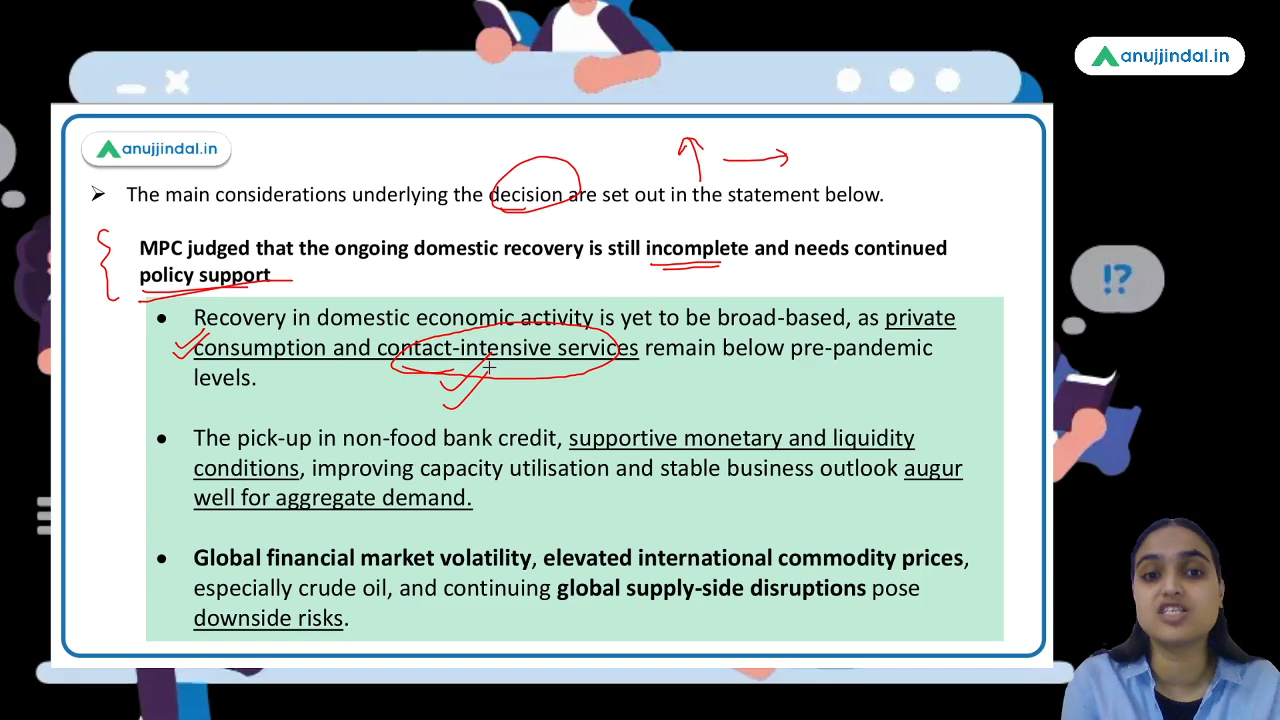 anujjindal.in
anujjindal.in
➢ The main considerations underlying the decision are set out in the statement below.
MPC judged that the ongoing domestic recovery is still incomplete and needs continued
policy support
• Recovery in domestic economic activity is yet to be broad-based, as private
consumption and contact-intensive services remain below pre-pandemic
levels.
• The pick-up in non-food bank credit, supportive monetary and liquidity
conditions, improving capacity utilisation and stable business outlook augur
well for aggregate demand.
• Global financial market volatility, elevated international commodity prices,
especially crude oil, and continuing global supply-side disruptions pose
downside risks.
!?